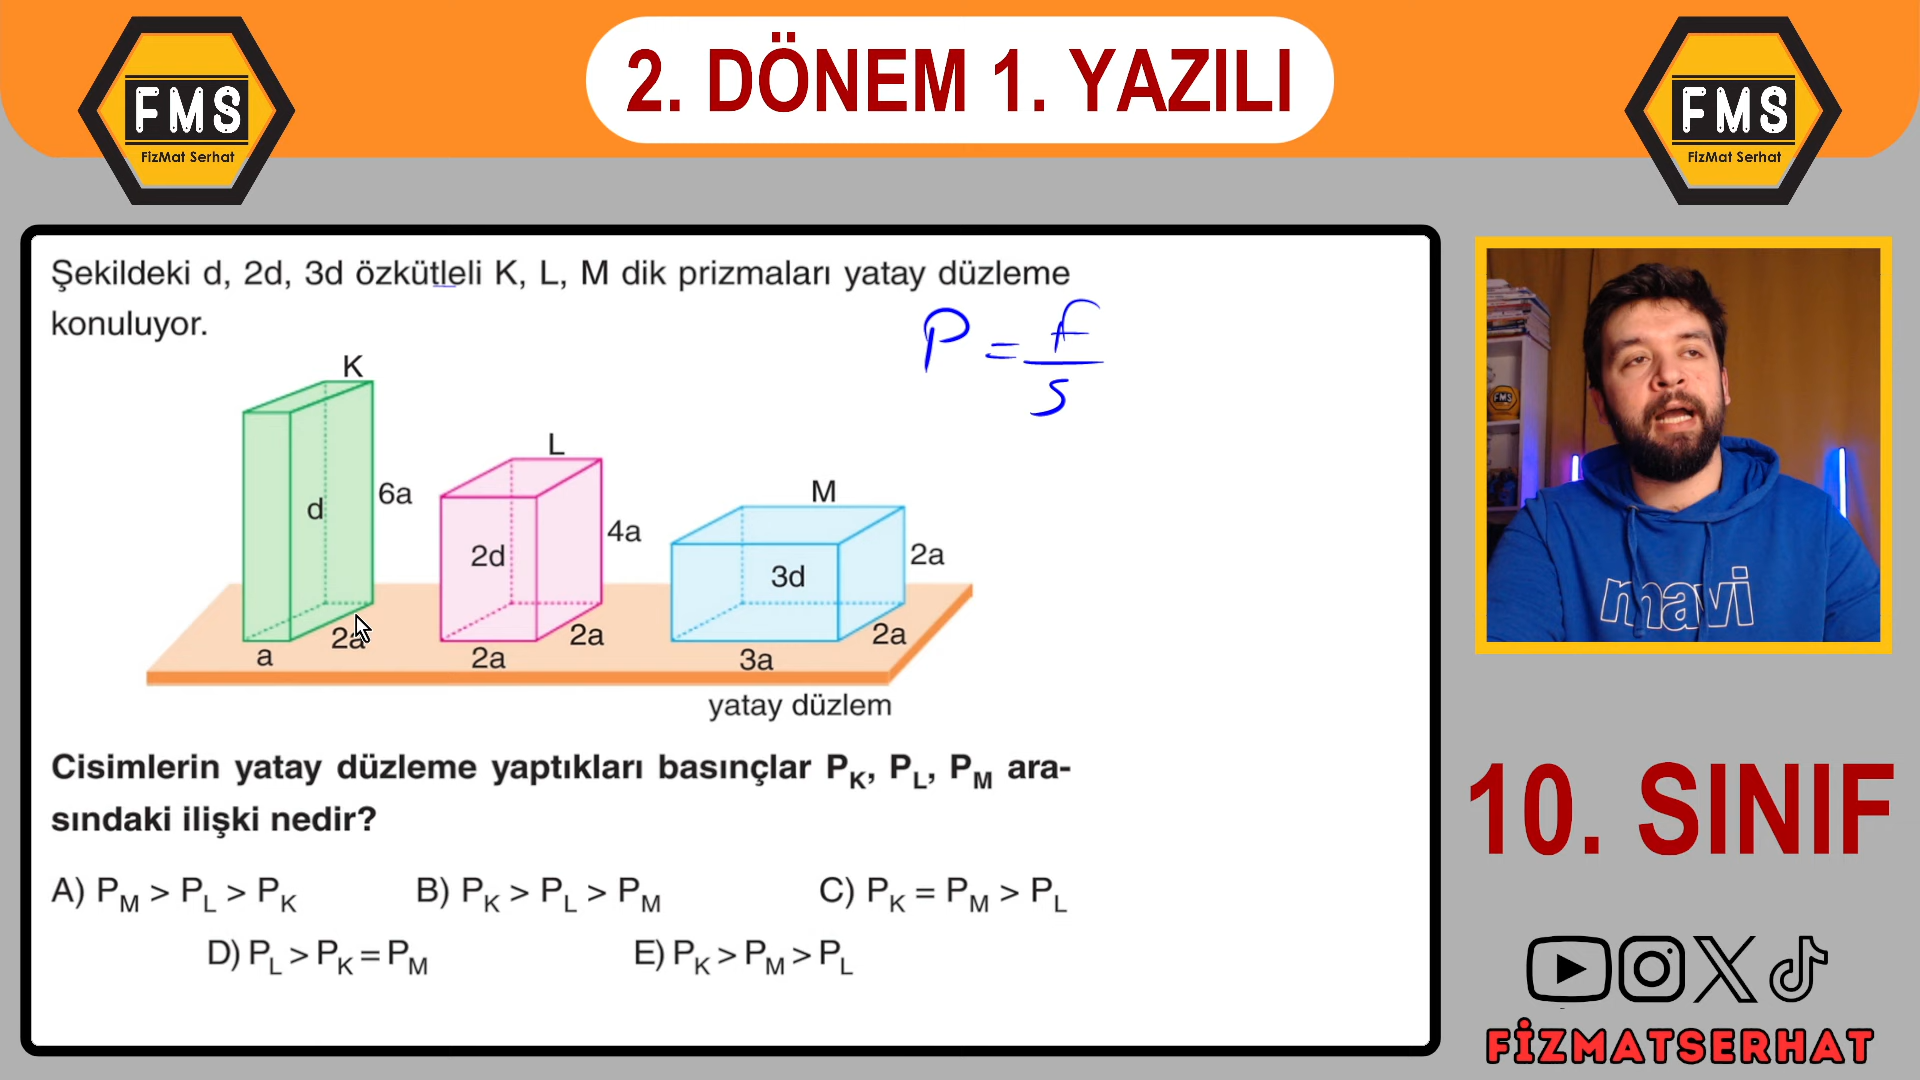 FMS
FizMat Serhat
2. DÖNEM 1. YAZILI
FMS
FizMat Serhat
Şekildeki d, 2d, 3d özkütleli K, L, M dik prizmaları yatay düzleme
konuluyor.
P = F/S
K
L
M
6a
d
4a
2d
2a
3d
2a
a
2a
2a
2a
3a
yatay düzlem
Cisimlerin yatay düzleme yaptıkları basınçlar PK, PL, PM ara-
sındaki ilişki nedir?
A) PM > PL > PK B) PK > PL > PM C) PK = PM > PL
D) PL > PK = PM E) PK > PM > PL
FMS
mavi
10. SINIF
FİZMATSERHAT